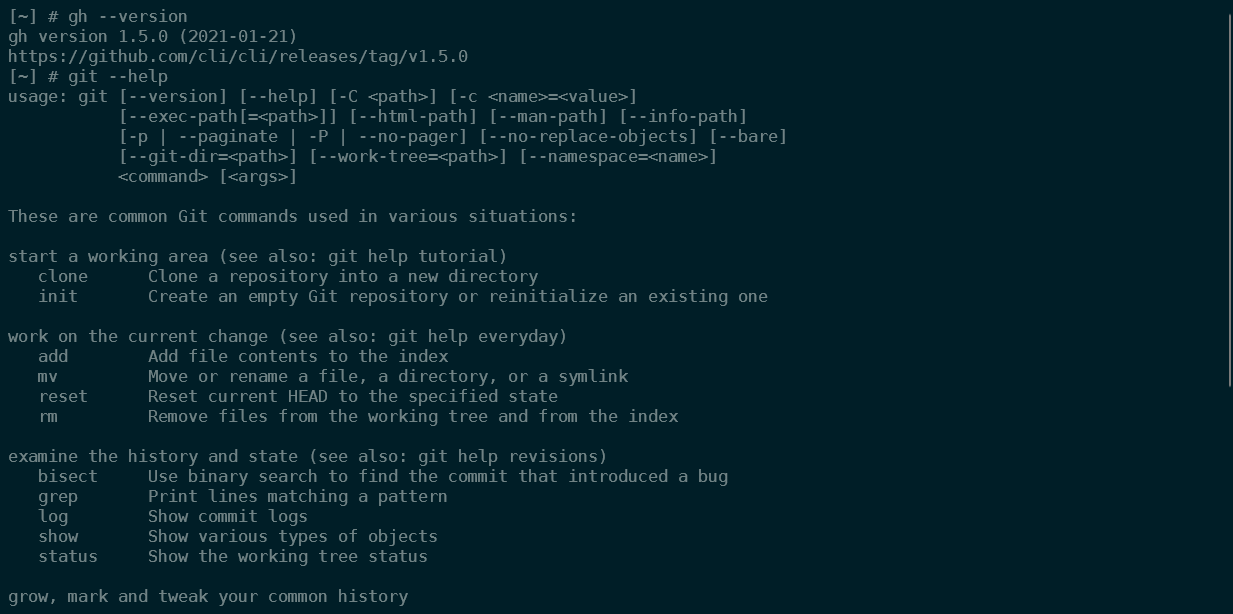 [~] # gh --version
gh version 1.5.0 (2021-01-21)
https://github.com/cli/cli/releases/tag/v1.5.0
[~] # git --help
usage: git [--version] [--help] [-C <path>] [-c <name>=<value>]
           [--exec-path[=<path>]] [--html-path] [--man-path] [--info-path]
           [-p | --paginate | -P | --no-pager] [--no-replace-objects] [--bare]
           [--git-dir=<path>] [--work-tree=<path>] [--namespace=<name>]
           <command> [<args>]

These are common Git commands used in various situations:

start a working area (see also: git help tutorial)
   clone      Clone a repository into a new directory
   init       Create an empty Git repository or reinitialize an existing one

work on the current change (see also: git help everyday)
   add        Add file contents to the index
   mv         Move or rename a file, a directory, or a symlink
   reset      Reset current HEAD to the specified state
   rm         Remove files from the working tree and from the index

examine the history and state (see also: git help revisions)
   bisect     Use binary search to find the commit that introduced a bug
   grep       Print lines matching a pattern
   log        Show commit logs
   show       Show various types of objects
   status     Show the working tree status

grow, mark and tweak your common history